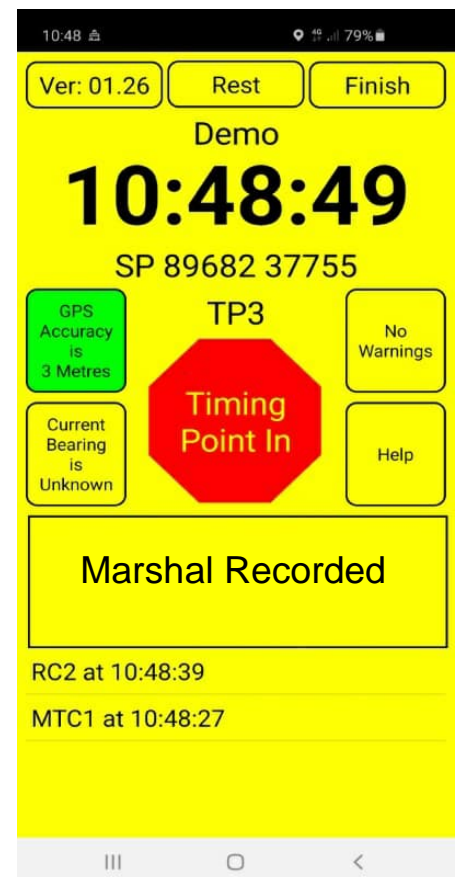 10:48 4G 79%
Ver: 01.26 Rest Finish
Demo
10:48:49
SP 89682 37755
GPS
Accuracy
is
3 Metres
TP3
No
Warnings
Timing
Point In
Current
Bearing
is
Unknown
Help
Marshal Recorded
RC2 at 10:48:39
MTC1 at 10:48:27